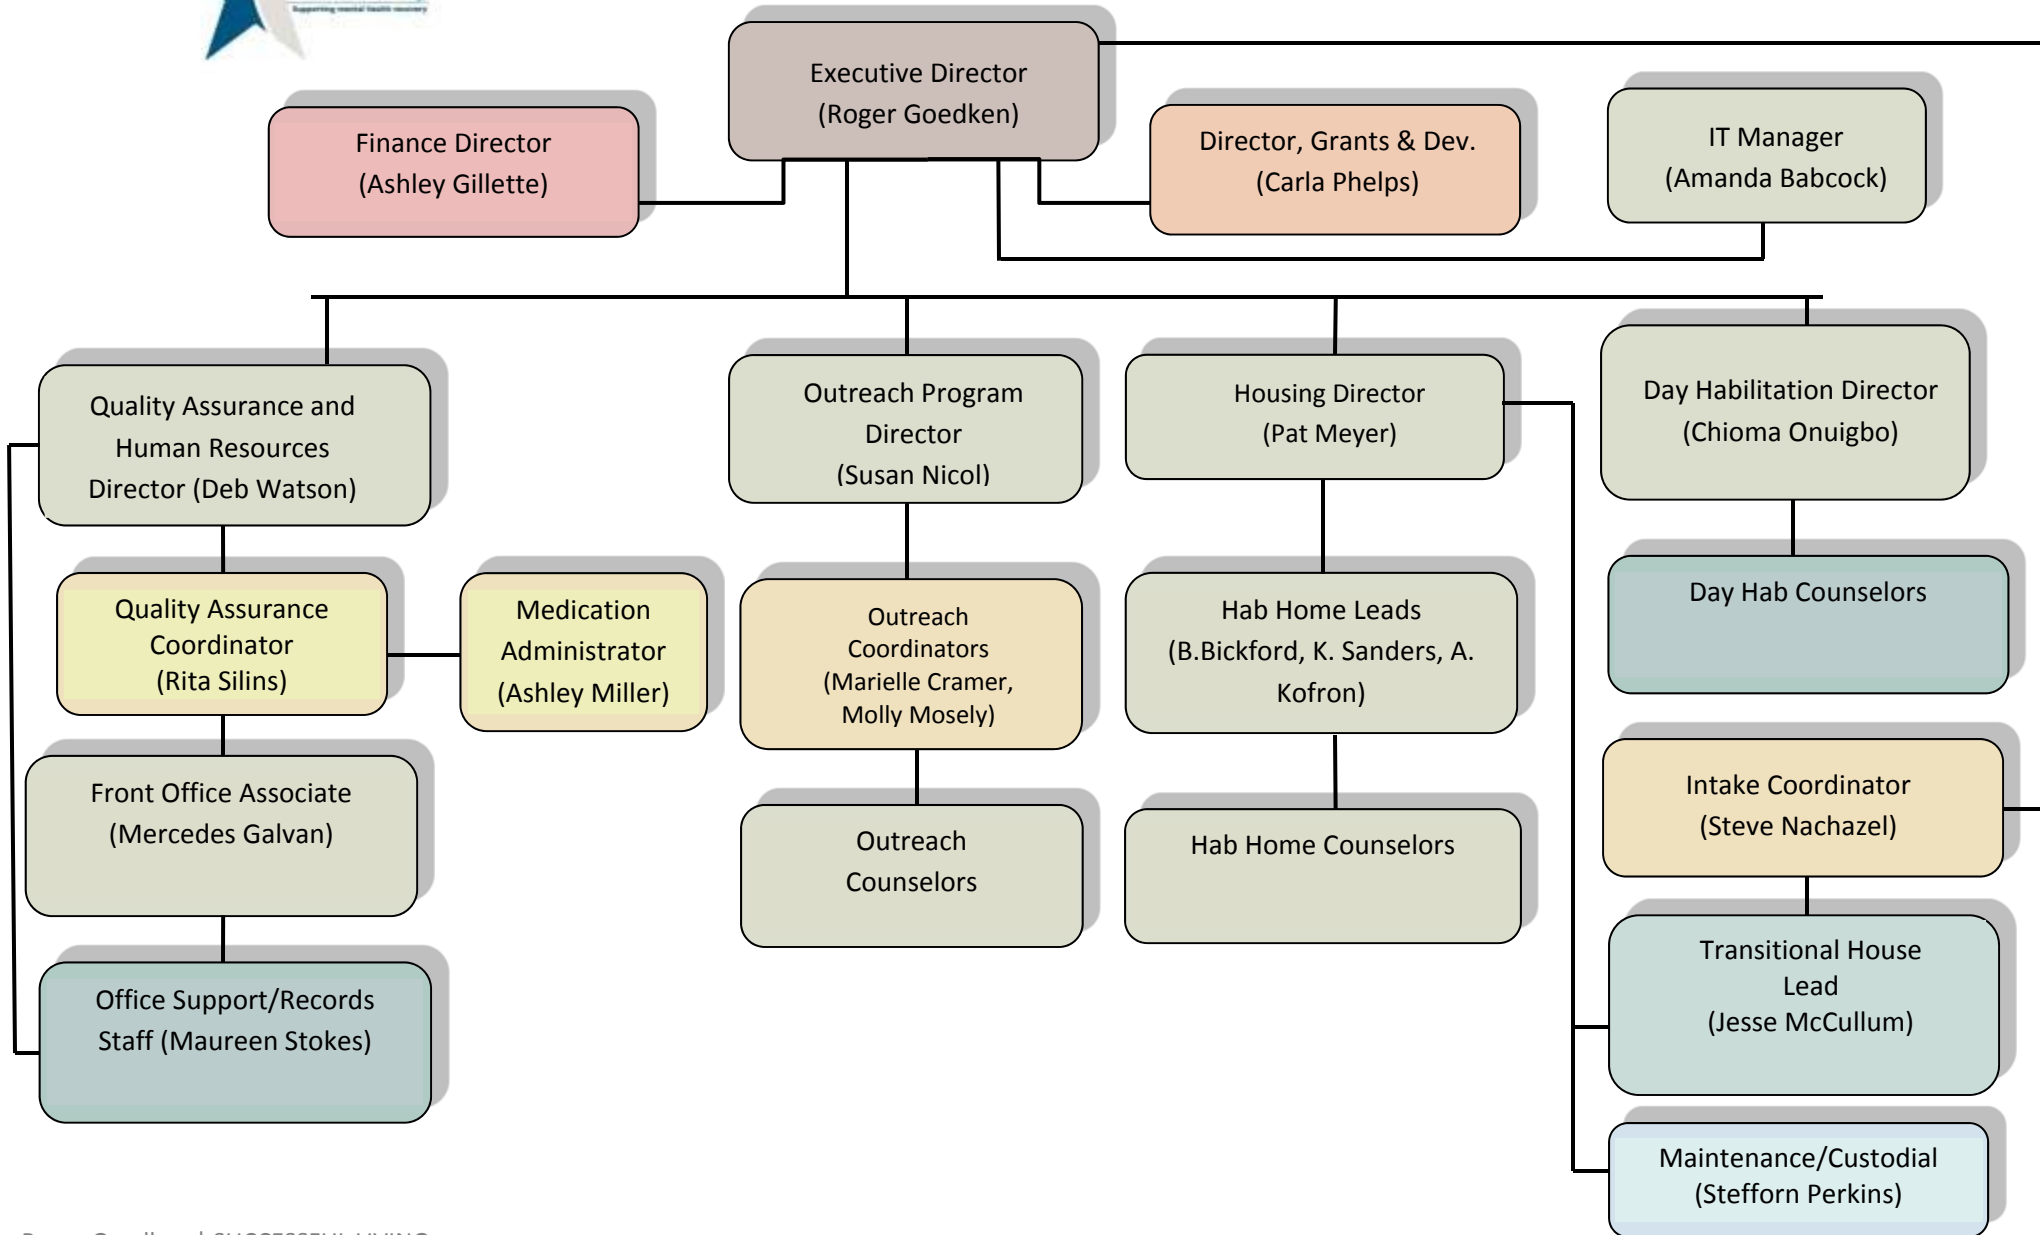 Supporting mental health recovery
Executive Director
(Roger Goedken)
Finance Director
(Ashley Gillette)
Director, Grants & Dev.
(Carla Phelps)
IT Manager
(Amanda Babcock)
Quality Assurance and
Human Resources
Director (Deb Watson)
Outreach Program
Director
(Susan Nicol)
Housing Director
(Pat Meyer)
Day Habilitation Director
(Chioma Onuigbo)
Quality Assurance
Coordinator
(Rita Silins)
Medication
Administrator
(Ashley Miller)
Outreach
Coordinators
(Marielle Cramer,
Molly Mosely)
Hab Home Leads
(B.Bickford, K. Sanders, A.
Kofron)
Day Hab Counselors
Front Office Associate
(Mercedes Galvan)
Outreach
Counselors
Hab Home Counselors
Intake Coordinator
(Steve Nachazel)
Office Support/Records
Staff (Maureen Stokes)
Transitional House
Lead
(Jesse McCullum)
Maintenance/Custodial
(Stefforn Perkins)